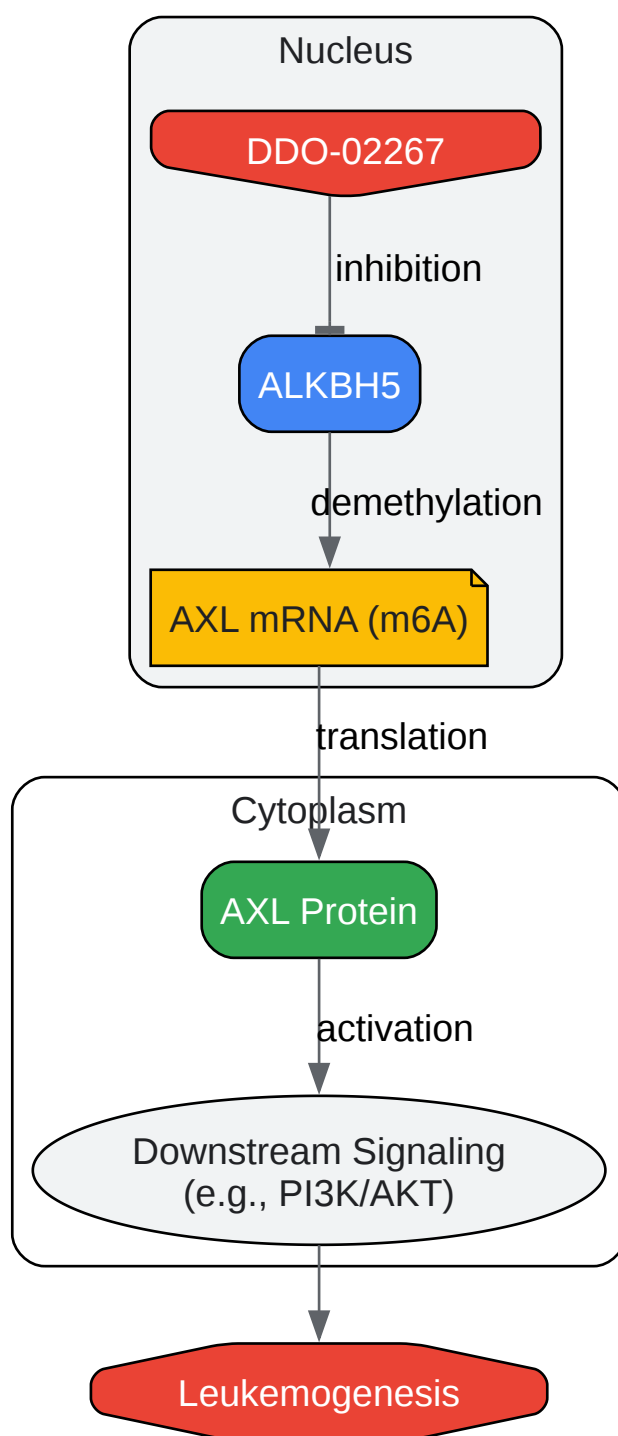 Nucleus
DDO-02267
inhibition
ALKBH5
demethylation
AXL mRNA (m6A)
translation
Cytoplasm
AXL Protein
activation
Downstream Signaling
(e.g., PI3K/AKT)
Leukemogenesis